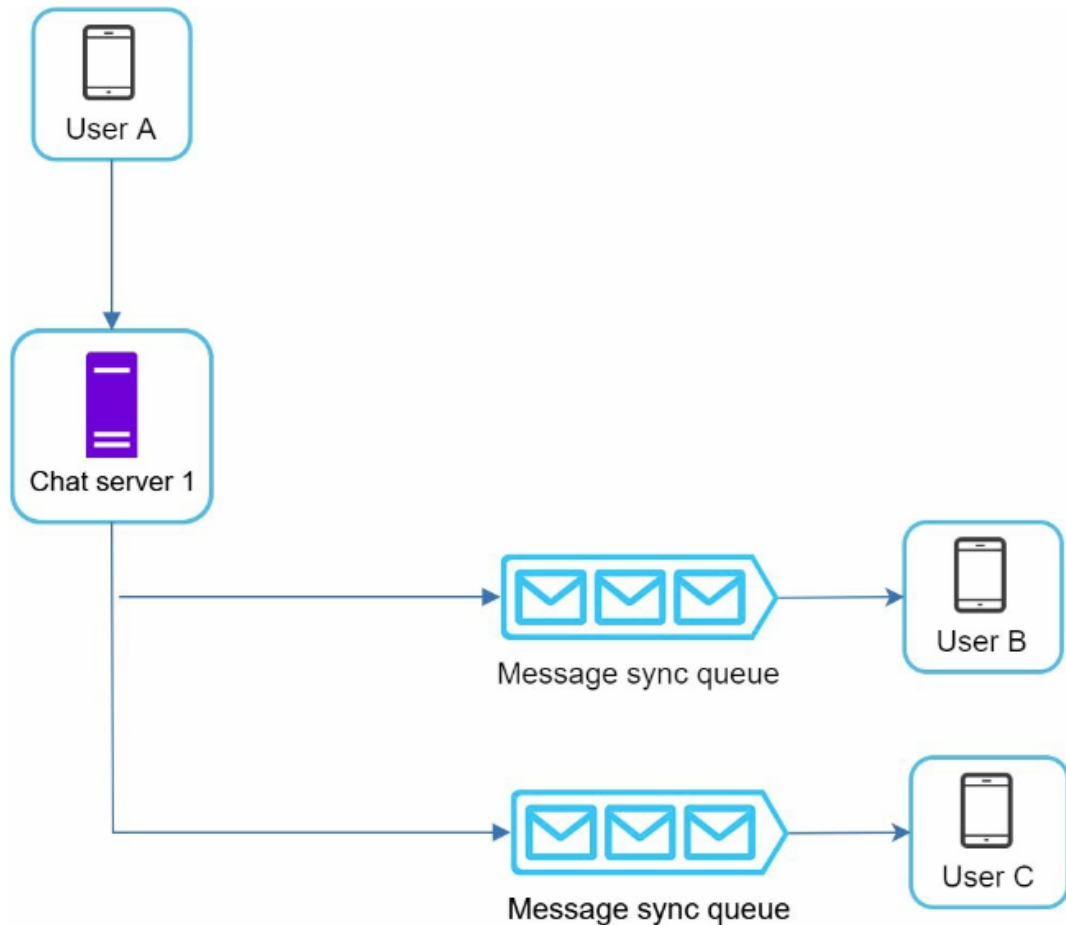 User A
Chat server 1
Message sync queue
User B
Message sync queue
User C